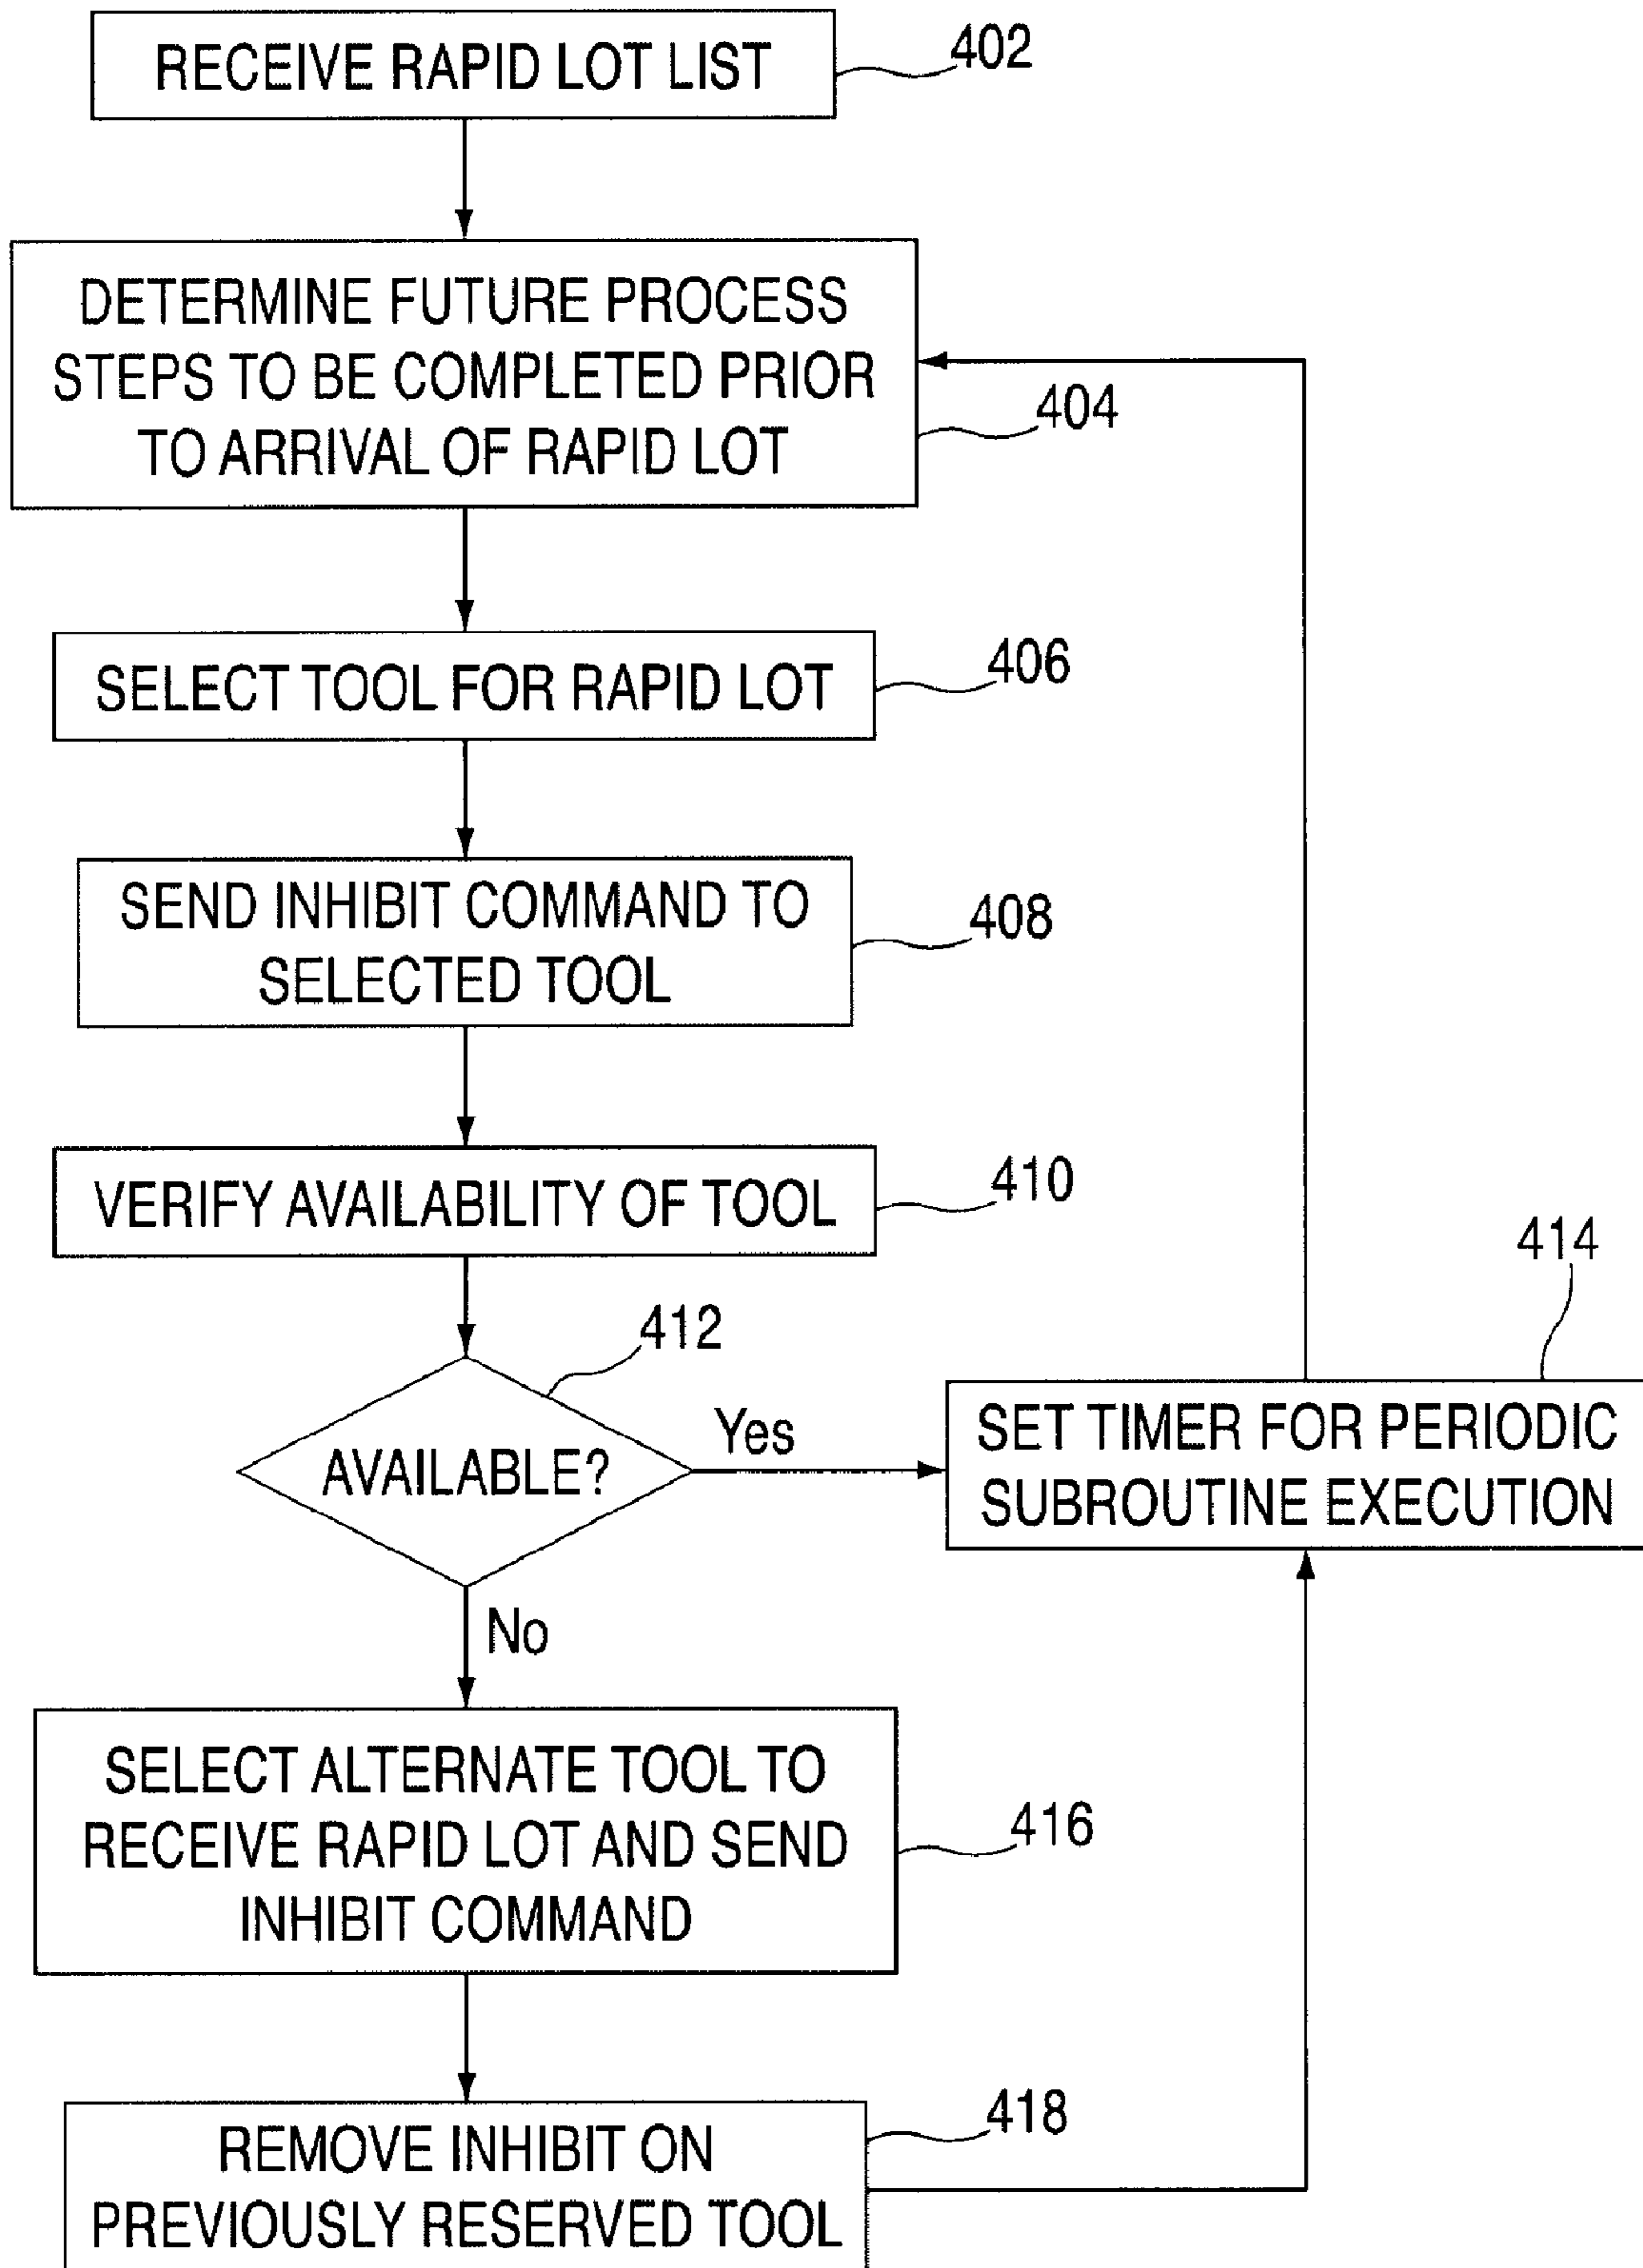 RECEIVE RAPID LOT LIST
402
DETERMINE FUTURE PROCESS
STEPS TO BE COMPLETED PRIOR
TO ARRIVAL OF RAPID LOT
404
SELECT TOOL FOR RAPID LOT
406
SEND INHIBIT COMMAND TO
SELECTED TOOL
408
VERIFY AVAILABILITY OF TOOL
410
412
AVAILABLE?
Yes
No
414
SET TIMER FOR PERIODIC
SUBROUTINE EXECUTION
SELECT ALTERNATE TOOL TO
RECEIVE RAPID LOT AND SEND
INHIBIT COMMAND
416
REMOVE INHIBIT ON
PREVIOUSLY RESERVED TOOL
418